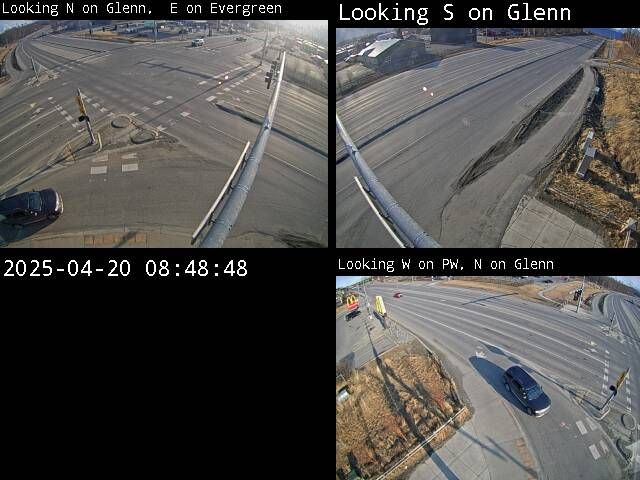 Looking N on Glenn,  E on Evergreen
Looking S on Glenn
2025-04-20 08:48:48
Looking W on PW, N on Glenn